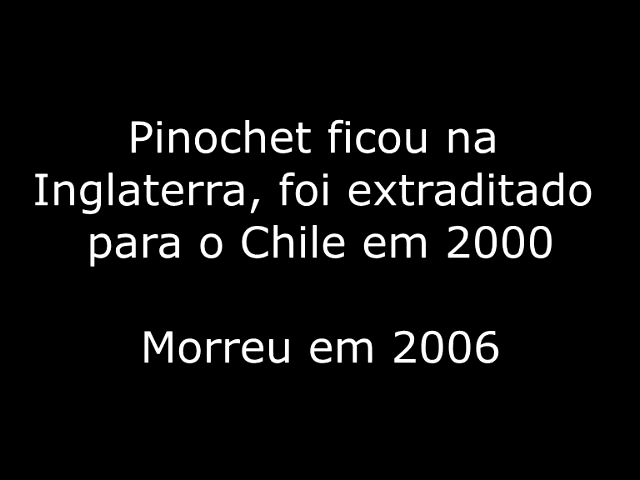 Pinochet ficou na
Inglaterra, foi extraditado
para o Chile em 2000
Morreu em 2006